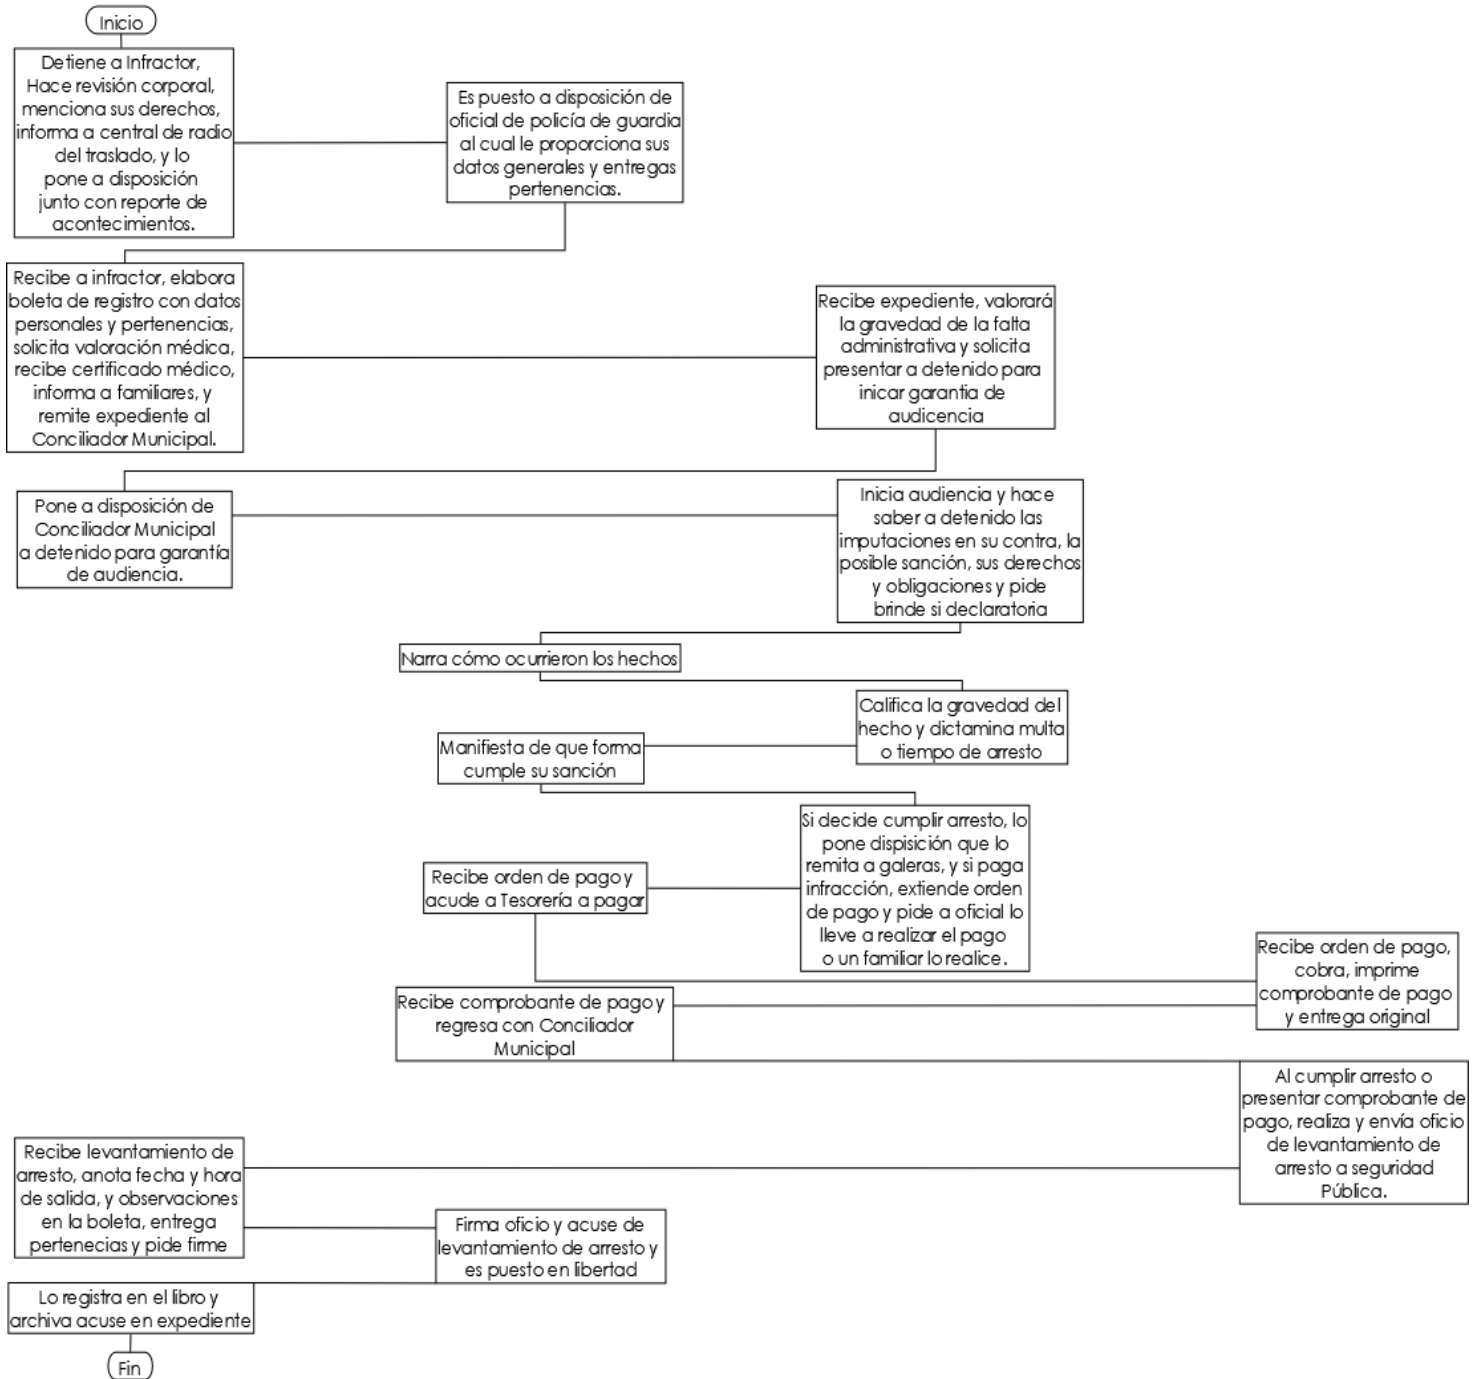 Inicio
Detiene a Infractor,
Hace revisión corporal,
menciona sus derechos,
informa a central de radio
del traslado, y lo
pone a disposición
junto con reporte de
acontecimientos.
Es puesto a disposición de
oficial de policía de guardia
al cual le proporciona sus
datos generales y entregas
pertenencias.
Recibe a infractor, elabora
boleta de registro con datos
personales y pertenencias,
solicita valoración médica,
recibe certificado médico,
informa a familiares, y
remite expediente al
Conciliador Municipal.
Recibe expediente, valorará
la gravedad de la falta
administrativa y solicita
presentar a detenido para
inicar garantia de
audicencia
Pone a disposición de
Conciliador Municipal
a detenido para garantía
de audiencia.
Inicia audiencia y hace
saber a detenido las
imputaciones en su contra, la
posible sanción, sus derechos
y obligaciones y pide
brinde si declaratoria
Narra cómo ocurrieron los hechos
Califica la gravedad del
hecho y dictamina multa
o tiempo de arresto
Manifiesta de que forma
cumple su sanción
Si decide cumplir arresto, lo
pone dispisición que lo
remita a galeras, y si paga
infracción, extiende orden
de pago y pide a oficial lo
lleve a realizar el pago
o un familiar lo realice.
Recibe orden de pago y
acude a Tesorería a pagar
Recibe orden de pago,
cobra, imprime
comprobante de pago
y entrega original
Recibe comprobante de pago y
regresa con Conciliador
Municipal
Al cumplir arresto o
presentar comprobante de
pago, realiza y envía oficio
de levantamiento de
arresto a seguridad
Pública.
Recibe levantamiento de
arresto, anota fecha y hora
de salida, y observaciones
en la boleta, entrega
pertenecias y pide firme
Firma oficio y acuse de
levantamiento de arresto y
es puesto en libertad
Lo registra en el libro y
archiva acuse en expediente
Fin